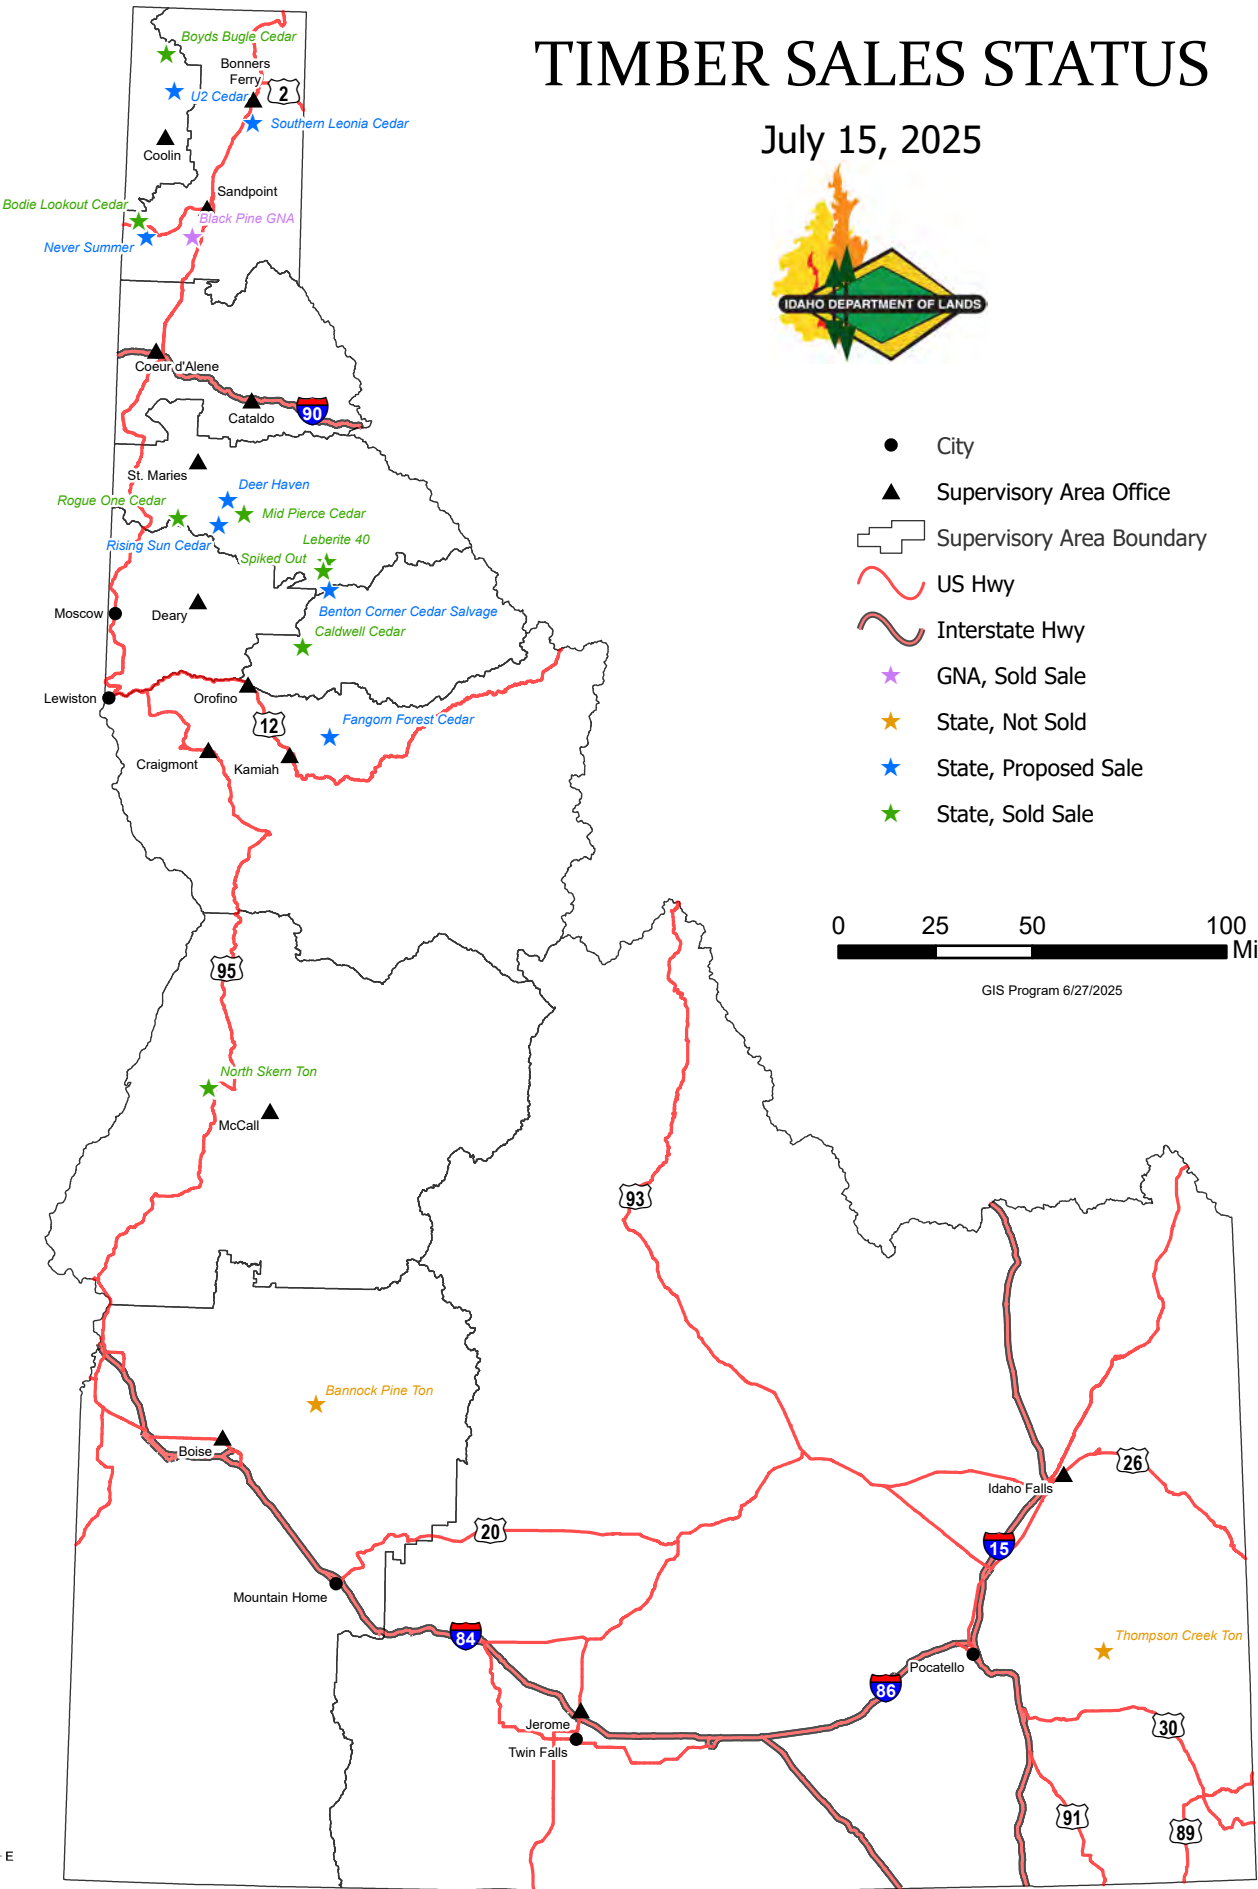 TIMBER SALES STATUS
July 15, 2025
IDAHO DEPARTMENT OF LANDS
Boyds Bugle Cedar
Bonners
Ferry
2
U2 Cedar
Southern Leonia Cedar
Coolin
Sandpoint
Bodie Lookout Cedar
Black Pine GNA
Never Summer
Coeur d'Alene
Cataldo
90
St. Maries
Deer Haven
Rogue One Cedar
Mid Pierce Cedar
Rising Sun Cedar
Leberite 40
Spiked Out
Benton Corner Cedar Salvage
Moscow
Deary
Caldwell Cedar
Lewiston
Orofino
12
Fangorn Forest Cedar
Craigmont
Kamiah
City
Supervisory Area Office
Supervisory Area Boundary
US Hwy
Interstate Hwy
GNA, Sold Sale
State, Not Sold
State, Proposed Sale
State, Sold Sale
0 25 50 100
Mi
GIS Program 6/27/2025
95
North Skern Ton
McCall
93
Bannock Pine Ton
Boise
26
Idaho Falls
20
15
Mountain Home
84
Thompson Creek Ton
Pocatello
86
Jerome
Twin Falls
30
91
89
E